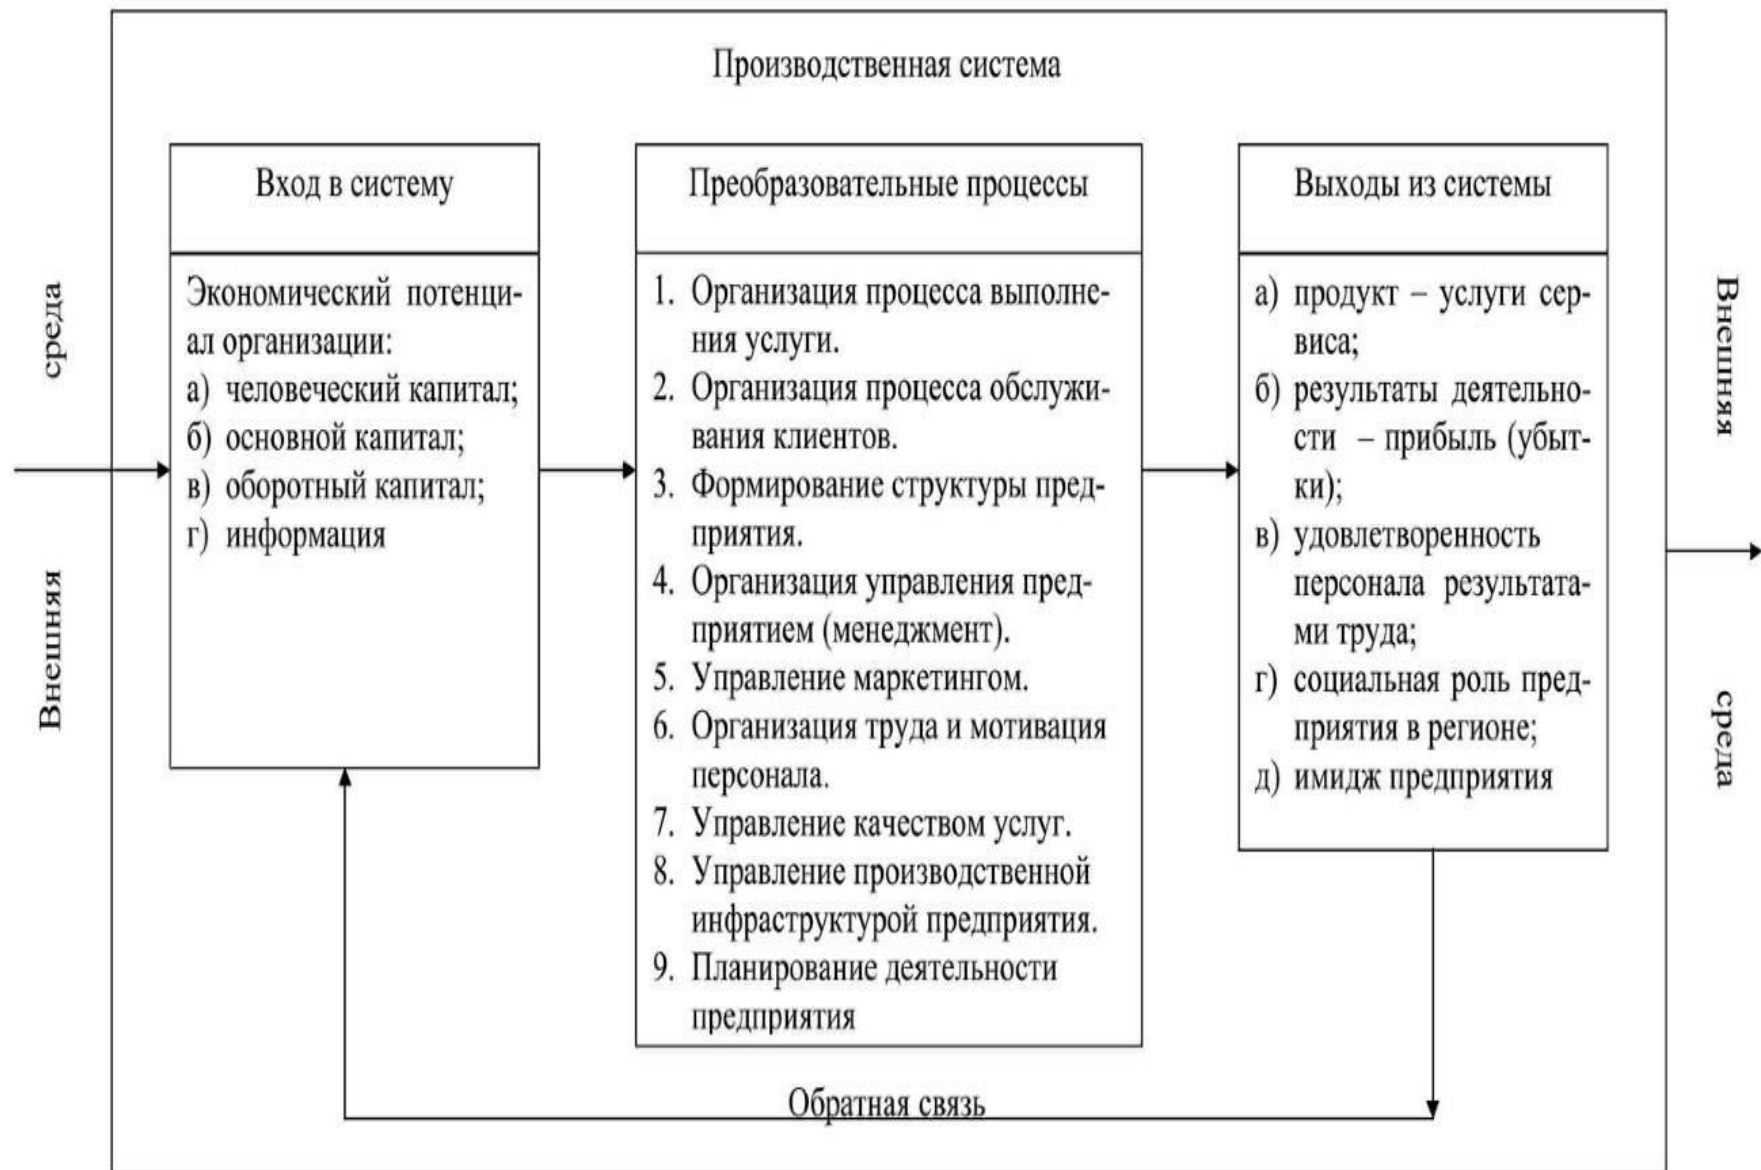 Производственная система
Вход в систему
Экономический потенци-
ал организации:
а) человеческий капитал;
б) основной капитал;
в) оборотный капитал;
г) информация
Преобразовательные процессы
1. Организация процесса выполне-
ния услуги.
2. Организация процесса обслужи-
вания клиентов.
3. Формирование структуры пред-
приятия.
4. Организация управления пред-
приятием (менеджмент).
5. Управление маркетингом.
6. Организация труда и мотивация
персонала.
7. Управление качеством услуг.
8. Управление производственной
инфраструктурой предприятия.
9. Планирование деятельности
предприятия
Выходы из системы
а) продукт – услуги сер-
виса;
б) результаты деятельно-
сти – прибыль (убыт-
ки);
в) удовлетворенность
персонала результата-
ми труда;
г) социальная роль пред-
приятия в регионе;
д) имидж предприятия
Обратная связь
Внешняя среда
Внешняя среда